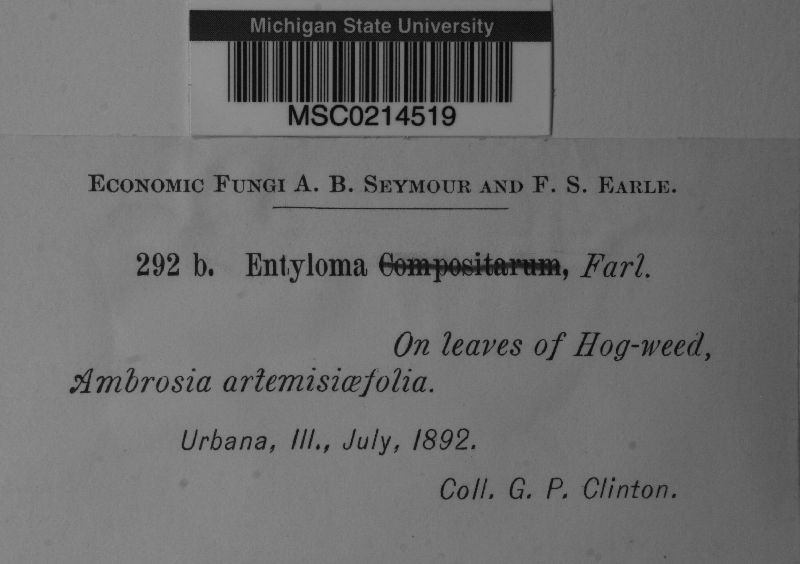 Michigan State University
MSC0214519
Economic Fungi A. B. Seymour and F. S. Earle.
292 b. Entyloma Compositarum, Farl.
On leaves of Hog-weed,
Ambrosia artemisiæfolia.
Urbana, Ill., July, 1892.
Coll. G. P. Clinton.